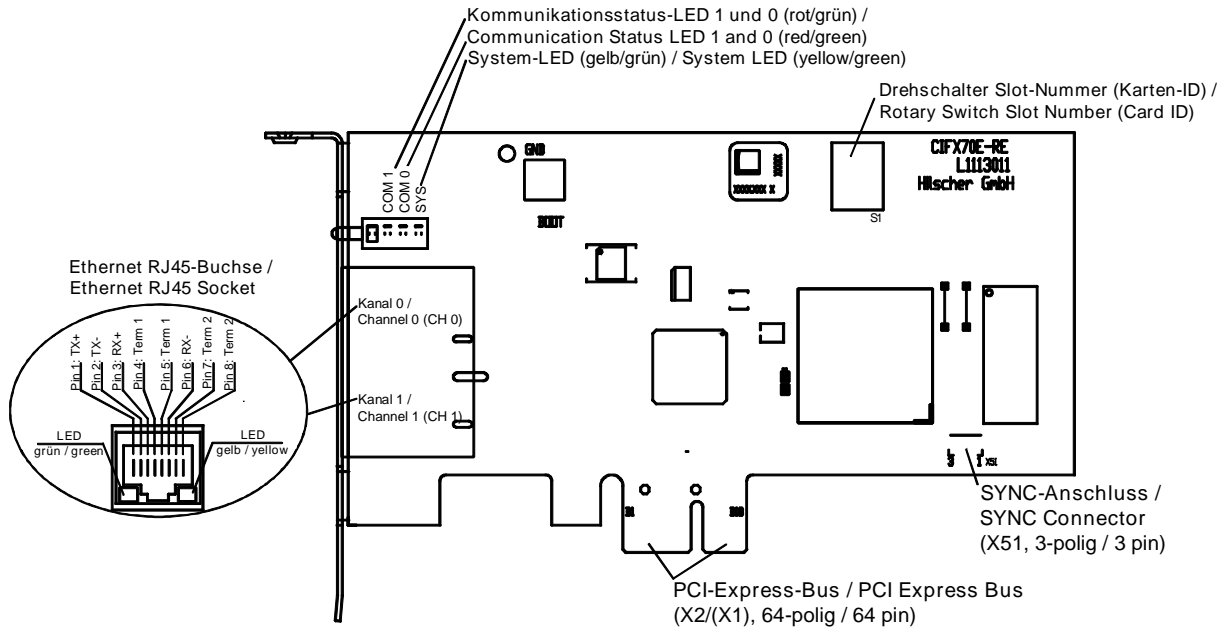 Kommunikationsstatus-LED 1 und 0 (rot/grün) /
Communication Status LED 1 and 0 (red/green)
System-LED (gelb/grün) / System LED (yellow/green)
Drehschalter Slot-Nummer (Karten-ID) /
Rotary Switch Slot Number (Card ID)
GND
CIFX70E-RE
L1113011
Hilscher GmbH
COM 1
COM 0
SYS
BOOT
XXXXX
XXXXXXX X
S1
Ethernet RJ45-Buchse /
Ethernet RJ45 Socket
Kanal 0 /
Channel 0 (CH 0)
Pin 1: TX+
Pin 2: TX-
Pin 3: RX+
Pin 4: Term 1
Pin 5: Term 1
Pin 6: RX-
Pin 7: Term 2
Pin 8: Term 2
Kanal 1 /
Channel 1 (CH 1)
LED
grün / green
LED
gelb / yellow
3 1 X51
SYNC-Anschluss /
SYNC Connector
(X51, 3-polig / 3 pin)
PCI-Express-Bus / PCI Express Bus
(X2/(X1), 64-polig / 64 pin)